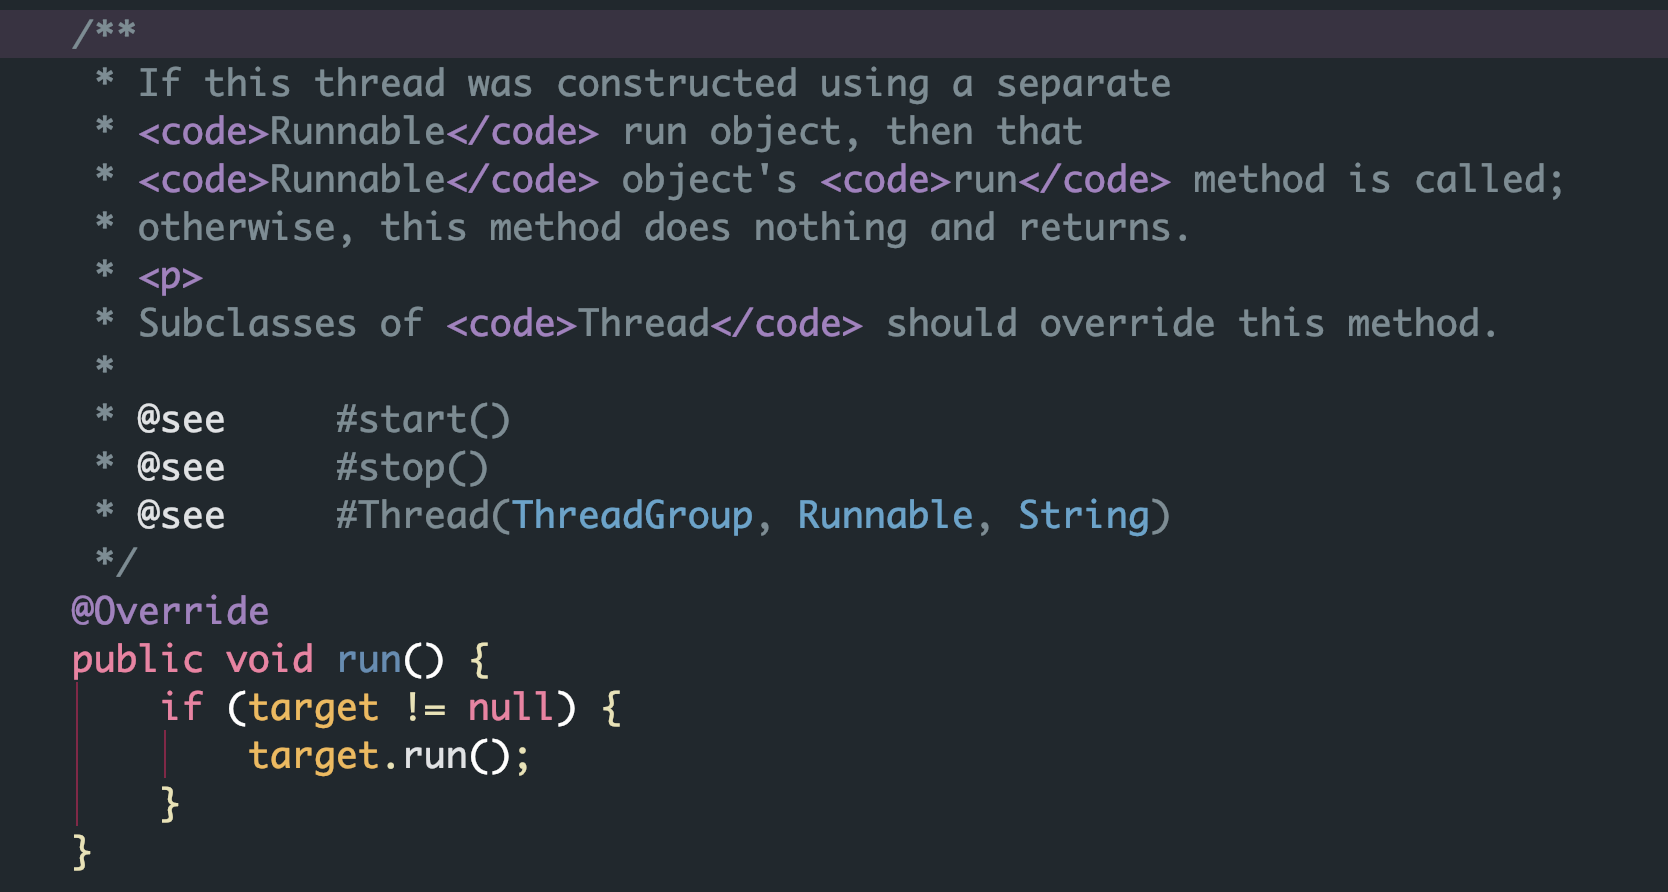 /**
 * If this thread was constructed using a separate
 * <code>Runnable</code> run object, then that
 * <code>Runnable</code> object's <code>run</code> method is called;
 * otherwise, this method does nothing and returns.
 * <p>
 * Subclasses of <code>Thread</code> should override this method.
 *
 * @see     #start()
 * @see     #stop()
 * @see     #Thread(ThreadGroup, Runnable, String)
 */
@Override
public void run() {
    if (target != null) {
        target.run();
    }
}